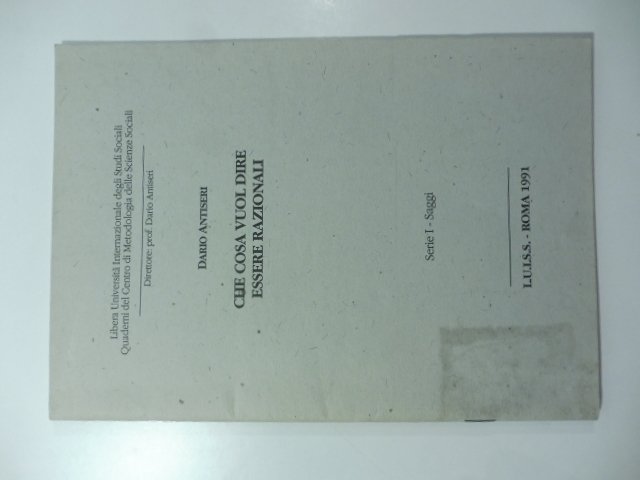 Libera Università Internazionale degli Studi Sociali
Quaderni del Centro di Metodologia delle Scienze Sociali
Direttore: prof. Dario Antiseri
DARIO ANTISERI
CHE COSA VUOL DIRE
ESSERE RAZIONALI
Serie I - Saggi
L.U.I.S.S. - ROMA 1991